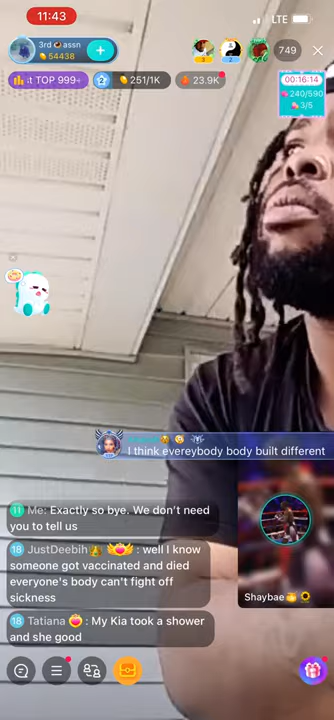 11:43
LTE
3rd assn
54438
+
749
TOP 999+
2 251/1K
23.9K
00:16:14
240/590
3/5
I think evereybody body built different
11 Me: Exactly so bye. We don't need
you to tell us
18 JustDeebih : well I know
someone got vaccinated and died
everyone's body can't fight off
sickness
18 Tatiana : My Kia took a shower
and she good
Shaybae